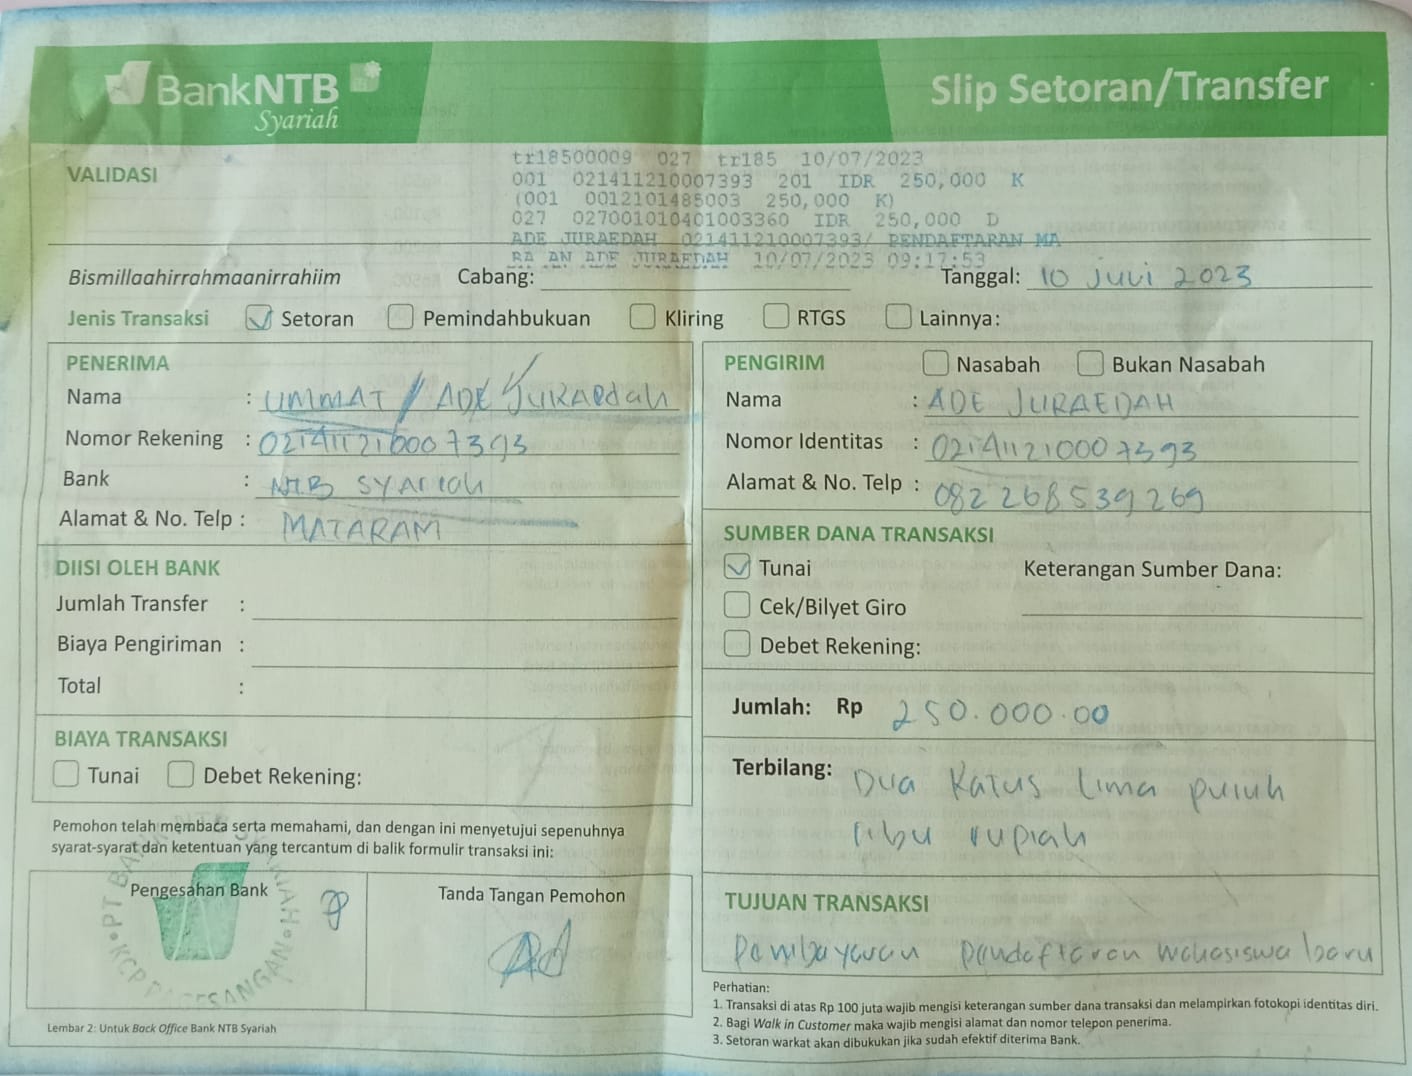 BankNTB
Syariah
Slip Setoran/Transfer
VALIDASI
tr18500009 027 tr185 10/07/2023
001 021411210007393 201 IDR 250,000 K
(001 0012101485003 250,000 K)
027 027001010401003360 IDR 250,000 D
ADE JURAEDAH 021411210007393/ PENDAFTARAN MA
BA AN ADE JURAEDAH 10/07/2023 09:17:53
Bismillaahirrahmaanirrahiim Cabang: Tanggal: 10 Juli 2023
Jenis Transaksi Setoran Pemindahbukuan Kliring RTGS Lainnya:
PENERIMA
Nama : UMMAT / ADE JURAEdah
Nomor Rekening : 021411210007393
Bank : NTB SYARIah
Alamat & No. Telp : MATARAM
DIISI OLEH BANK
Jumlah Transfer :
Biaya Pengiriman :
Total :
BIAYA TRANSAKSI
Tunai Debet Rekening:
Pemohon telah membaca serta memahami, dan dengan ini menyetujui sepenuhnya
syarat-syarat dan ketentuan yang tercantum di balik formulir transaksi ini:
Pengesahan Bank Tanda Tangan Pemohon
PT BANK NTB SYARIAH
KCP PAGESANGAN
Lembar 2: Untuk Back Office Bank NTB Syariah
PENGIRIM Nasabah Bukan Nasabah
Nama : ADE JURAEDAH
Nomor Identitas : 021411210007393
Alamat & No. Telp : 082268539269
SUMBER DANA TRANSAKSI
Tunai Keterangan Sumber Dana:
Cek/Bilyet Giro
Debet Rekening:
Jumlah: Rp 250.000.00
Terbilang: Dua Ratus lima puluh
ribu rupiah
TUJUAN TRANSAKSI
Pembayaran pendaftaran mahasiswa baru
Perhatian:
1. Transaksi di atas Rp 100 juta wajib mengisi keterangan sumber dana transaksi dan melampirkan fotokopi identitas diri.
2. Bagi Walk in Customer maka wajib mengisi alamat dan nomor telepon penerima.
3. Setoran warkat akan dibukukan jika sudah efektif diterima Bank.